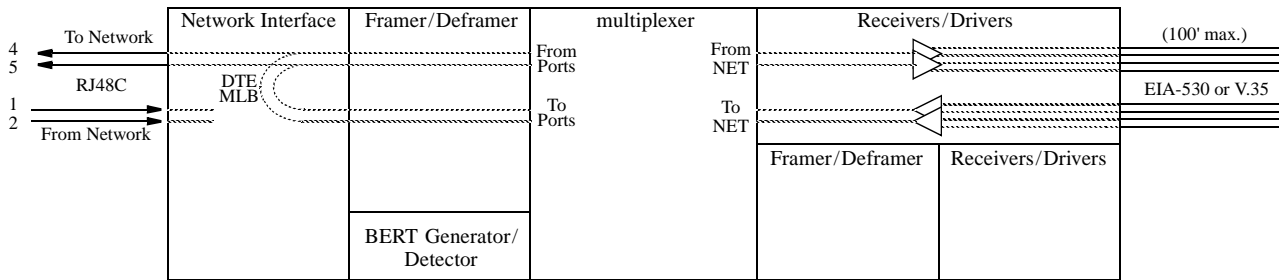 Network Interface
Framer/Deframer
multiplexer
Receivers/Drivers
4
5
To Network
RJ48C
1
2
From Network
DTE
MLB
From
Ports
To
Ports
From
NET
To
NET
(100' max.)
EIA-530 or V.35
Framer/Deframer
Receivers/Drivers
BERT Generator/
Detector